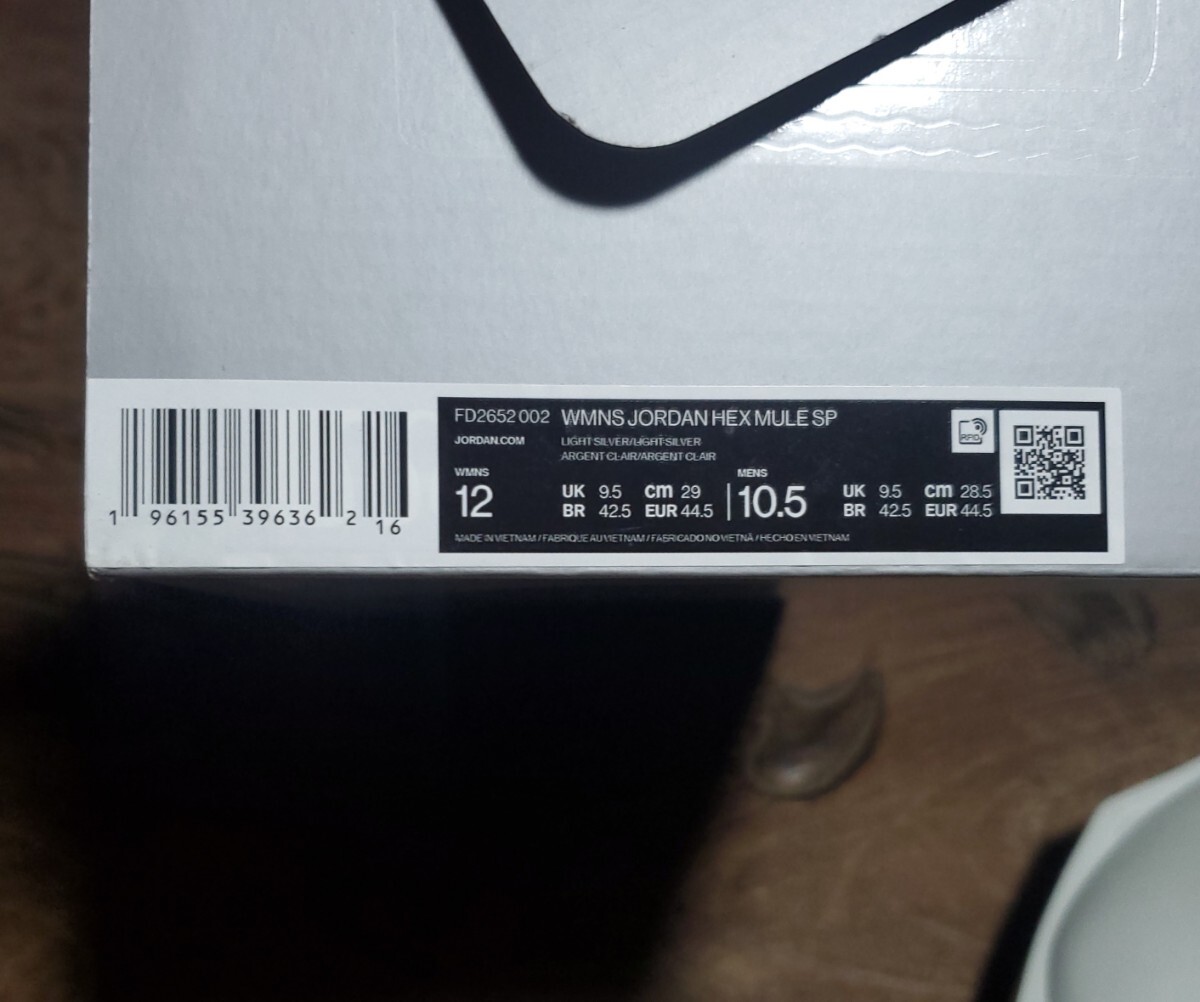 1 96155 39636 2 16
FD2652 002 WMNS JORDAN HEX MULE SP
JORDAN.COM LIGHT SILVER/LIGHT SILVER
ARGENT CLAIR/ARGENT CLAIR
WMNS MENS
12 UK 9.5 cm 29 10.5 UK 9.5 cm 28.5
BR 42.5 EUR 44.5 BR 42.5 EUR 44.5
MADE IN VIETNAM / FABRIQUE AU VIETNAM / FABRICADO NO VIETNÃ / HECHO EN VIETNAM
RFID